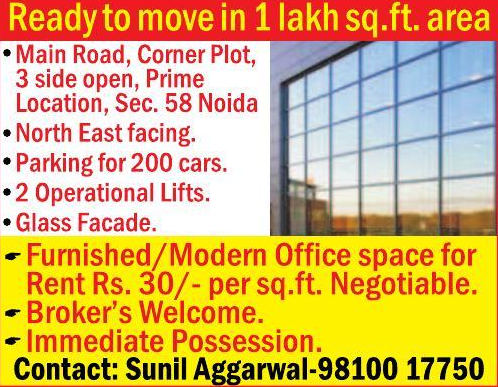 Ready to move in 1 lakh sq.ft. area
• Main Road, Corner Plot,
3 side open, Prime
Location, Sec. 58 Noida
• North East facing.
• Parking for 200 cars.
• 2 Operational Lifts.
• Glass Facade.
☛ Furnished/Modern Office space for
Rent Rs. 30/- per sq.ft. Negotiable.
☛ Broker's Welcome.
☛ Immediate Possession.
Contact: Sunil Aggarwal-98100 17750